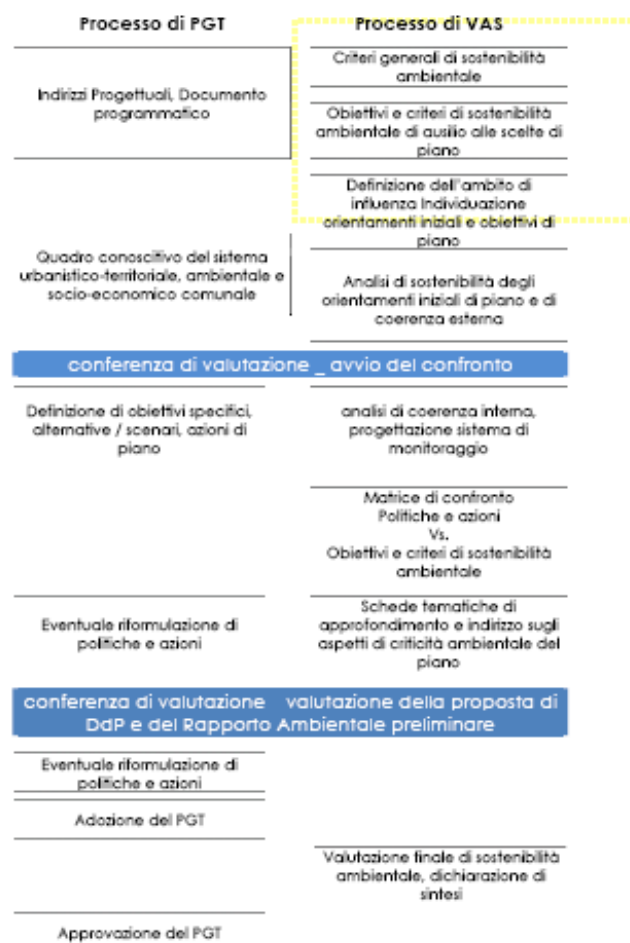 Processo di PGT
Processo di VAS
Indirizzi Progettuali, Documento
programmatico
Criteri generali di sostenibilità
ambientale
Obiettivi e criteri di sostenibilità
ambientale di ausilio alle scelte di
piano
Definizione dell'ambito di
influenza Individuazione
orientamenti iniziali e obiettivi di
piano
Quadro conoscitivo del sistema
urbanistico-territoriale, ambientale e
socio-economico comunale
Analisi di sostenibilità degli
orientamenti iniziali di piano e di
coerenza esterna
conferenza di valutazione _ avvio del confronto
Definizione di obiettivi specifici,
alternative / scenari, azioni di
piano
analisi di coerenza interna,
progettazione sistema di
monitoraggio
Matrice di confronto
Politiche e azioni
Vs.
Obiettivi e criteri di sostenibilità
ambientale
Eventuale riformulazione di
politiche e azioni
Schede tematiche di
approfondimento e indirizzo sugli
aspetti di criticità ambientale del
piano
conferenza di valutazione _ valutazione della proposta di
DdP e del Rapporto Ambientale preliminare
Eventuale riformulazione di
politiche e azioni
Adozione del PGT
Valutazione finale di sostenibilità
ambientale, dichiarazione di
sintesi
Approvazione del PGT